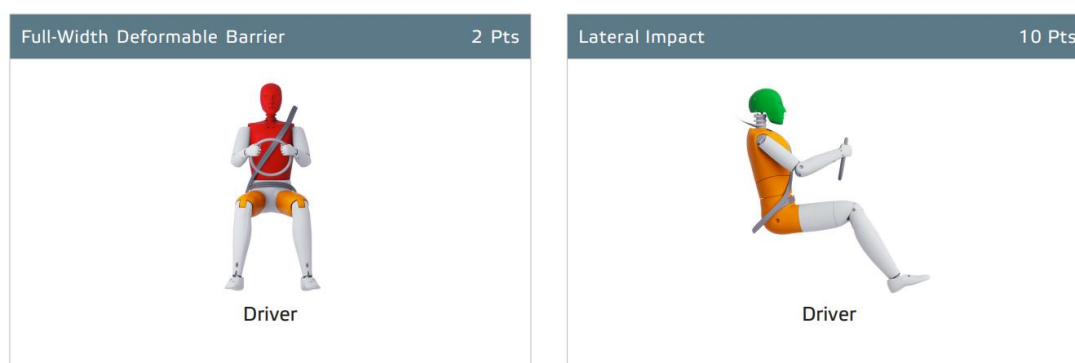 Full-Width Deformable Barrier 2 Pts
Lateral Impact 10 Pts
Driver
Driver